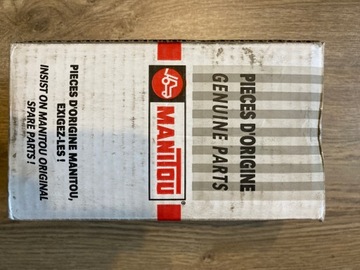 PIECES D'ORIGINE
GENUINE PARTS
MANITOU®
PIECES D'ORIGINE MANITOU,
EXIGEZ-LES !
INSIST ON MANITOU ORIGINAL
SPARE PARTS !